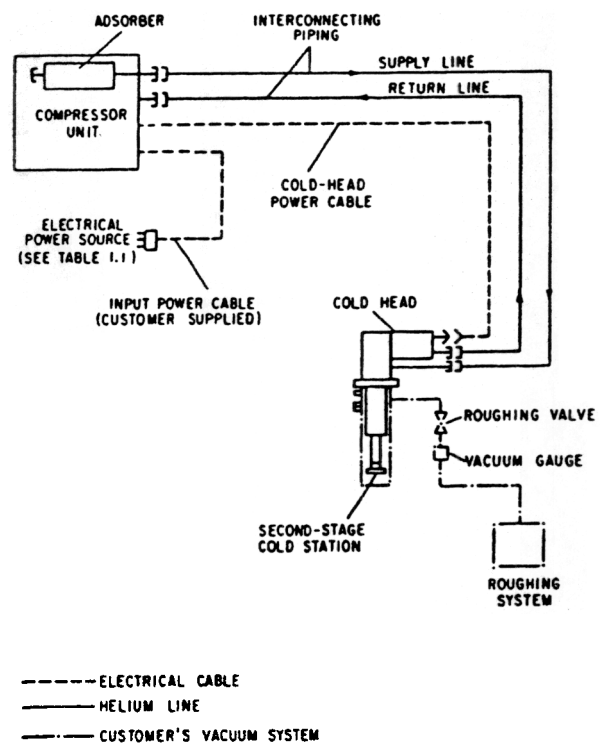 ADSORBER
INTERCONNECTING
PIPING
SUPPLY LINE
RETURN LINE
COMPRESSOR
UNIT.
COLD-HEAD
POWER CABLE
ELECTRICAL
POWER SOURCE
(SEE TABLE 1.1)
INPUT POWER CABLE
(CUSTOMER SUPPLIED)
COLD HEAD
ROUGHING VALVE
VACUUM GAUGE
SECOND-STAGE
COLD STATION
ROUGHING
SYSTEM
ELECTRICAL CABLE
HELIUM LINE
CUSTOMER'S VACUUM SYSTEM